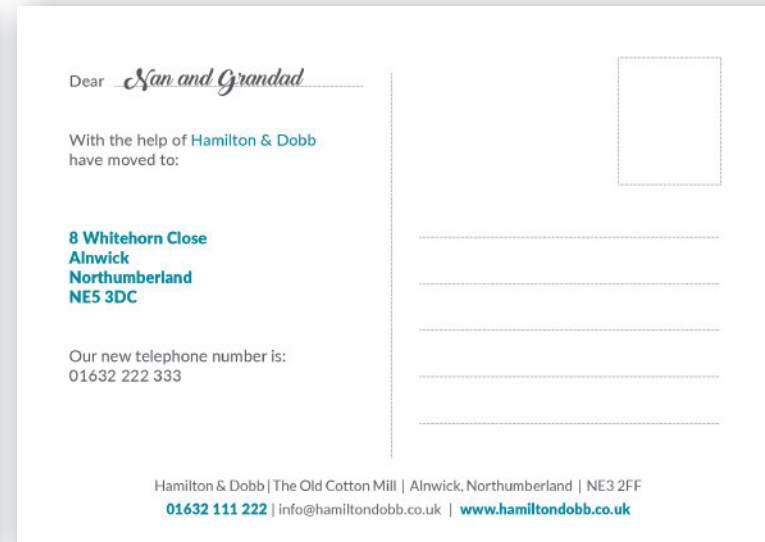 Dear Nan and Grandad
With the help of Hamilton & Dobb
have moved to:
8 Whitehorn Close
Alnwick
Northumberland
NE5 3DC
Our new telephone number is:
01632 222 333
Hamilton & Dobb | The Old Cotton Mill | Alnwick, Northumberland | NE3 2FF
01632 111 222 | info@hamiltondobb.co.uk | www.hamiltondobb.co.uk